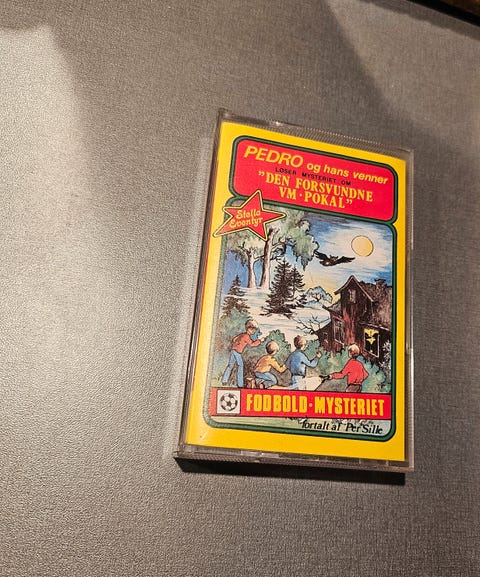 PEDRO og hans venner
LØSER MYSTERIET OM
"DEN FORSVUNDNE
VM·POKAL"
Stella
Eventyr
FODBOLD·MYSTERIET
fortalt af Per Sille